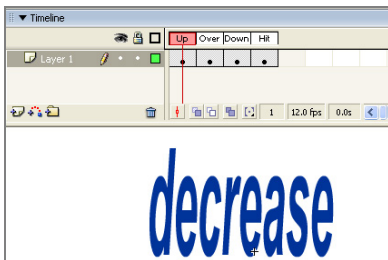 Timeline
Up Over Down Hit
Layer 1
1 12.0 fps 0.0s
decrease